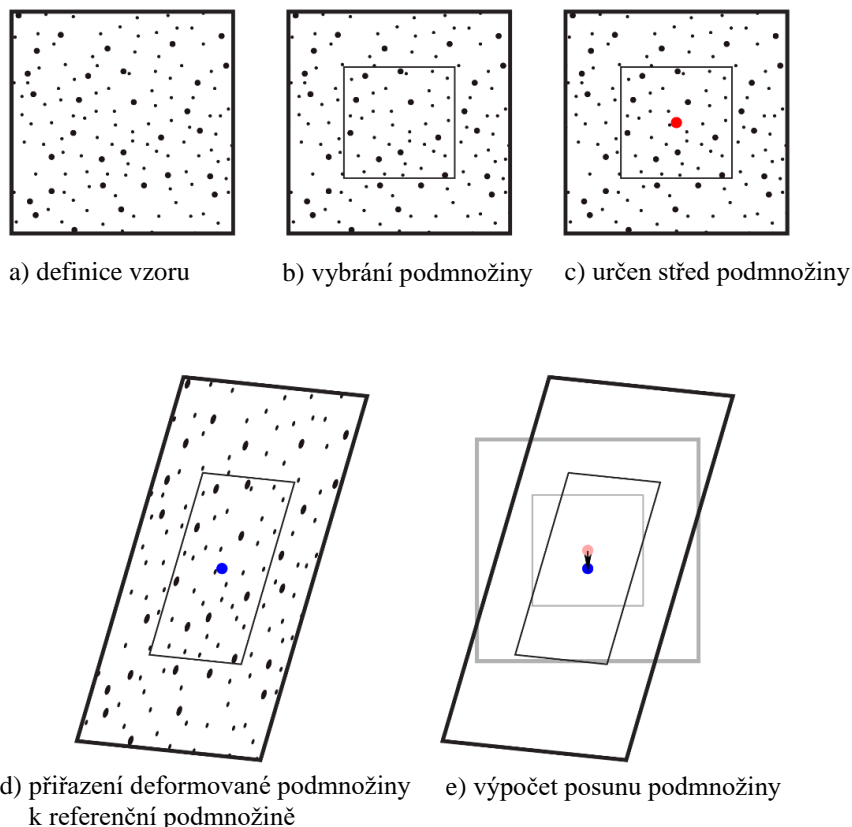 a) definice vzoru
b) vybrání podmnožiny
c) určen střed podmnožiny
d) přiřazení deformované podmnožiny
k referenční podmnožině
e) výpočet posunu podmnožiny